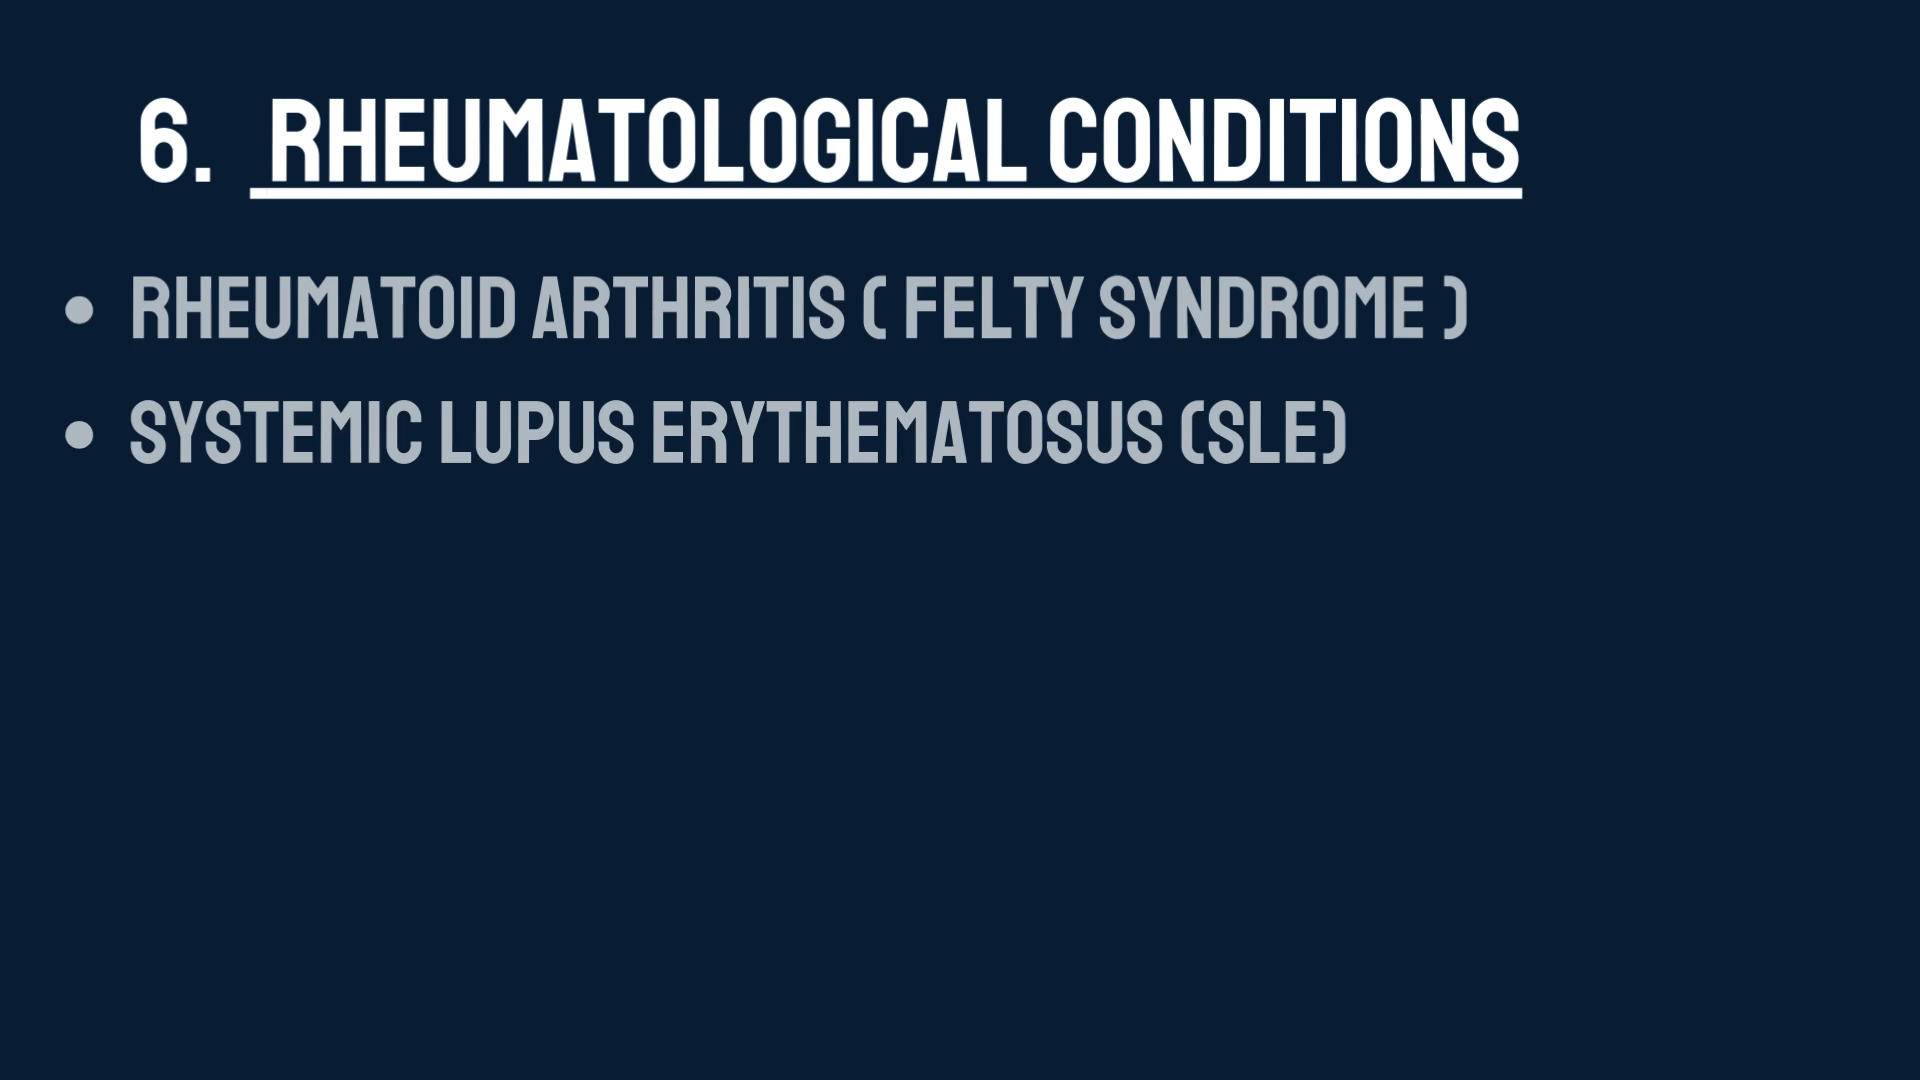 6. RHEUMATOLOGICAL CONDITIONS
• RHEUMATOID ARTHRITIS ( FELTY SYNDROME )
• SYSTEMIC LUPUS ERYTHEMATOSUS (SLE)